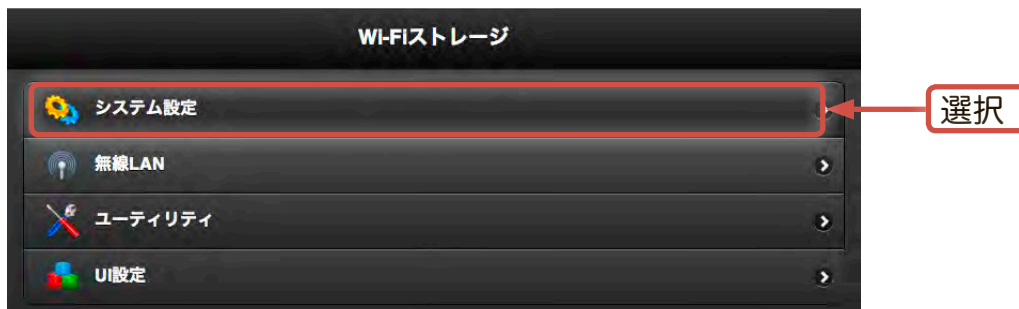 Wi-Fiストレージ
システム設定
選択
無線LAN
ユーティリティ
UI設定